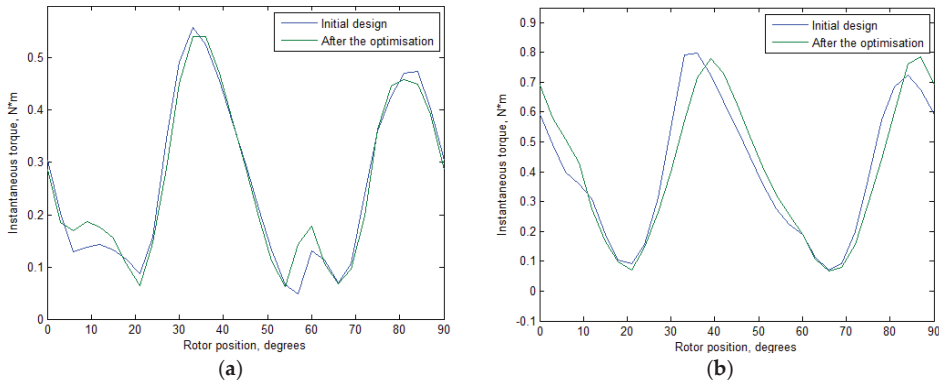 Initial design
After the optimisation
Instantaneous torque, N*m
0.5
0.4
0.3
0.2
0.1
0
0 10 20 30 40 50 60 70 80 90
Rotor position, degrees
(a)
Initial design
After the optimisation
Instantaneous torque, N*m
0.9
0.8
0.7
0.6
0.5
0.4
0.3
0.2
0.1
0
-0.1
0 10 20 30 40 50 60 70 80 90
Rotor position, degrees
(b)